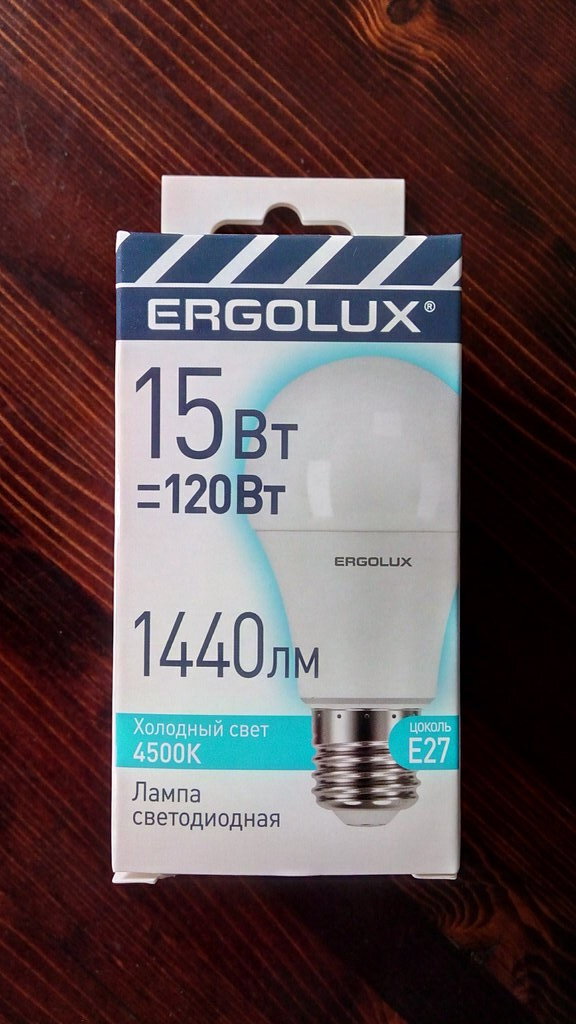 ERGOLUX®
15Вт
=120Вт
ERGOLUX
1440лм
Холодный свет
4500K
цоколь
E27
Лампа
светодиодная